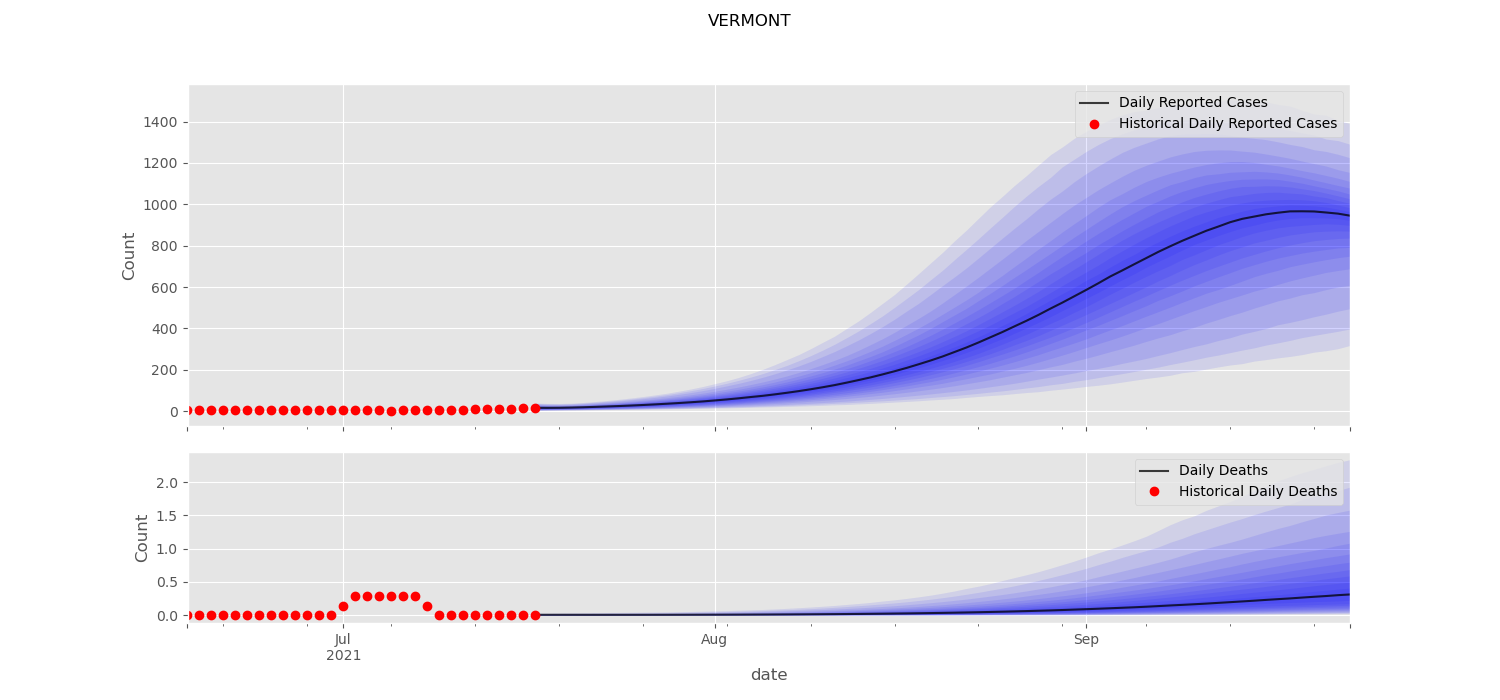 VERMONT
Daily Reported Cases
Historical Daily Reported Cases
1400
1200
1000
800
600
400
200
0
Count
Daily Deaths
Historical Daily Deaths
2.0
1.5
1.0
0.5
0.0
Count
Jul
2021
Aug
Sep
date